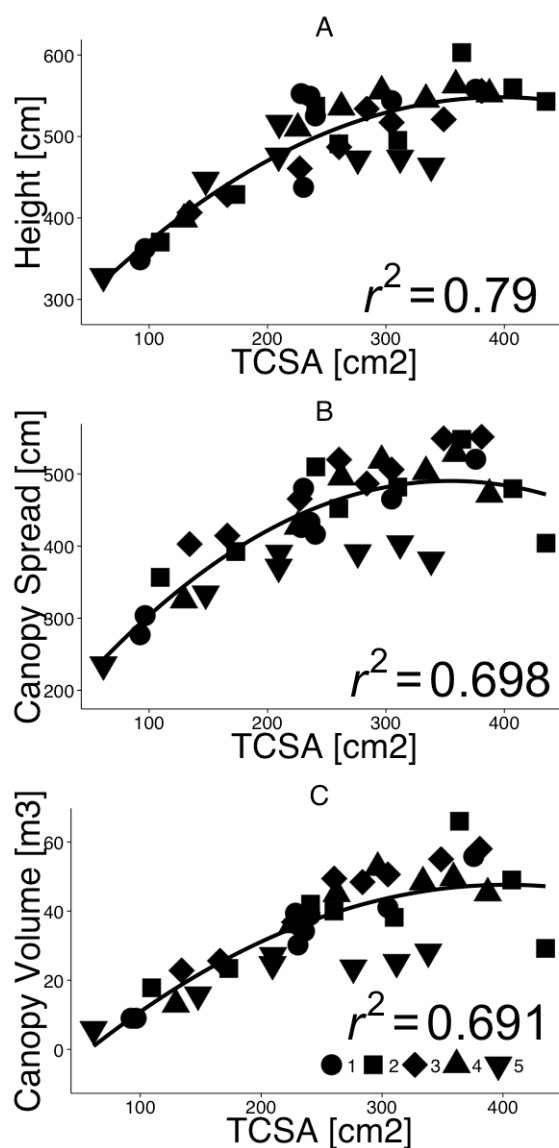 A
Height [cm]
600
500
400
300
r² = 0.79
100 200 300 400
TCSA [cm2]
B
Canopy Spread [cm]
500
400
300
200
r² = 0.698
100 200 300 400
TCSA [cm2]
C
Canopy Volume [m3]
60
40
20
0
r² = 0.691
1 2 3 4 5
100 200 300 400
TCSA [cm2]